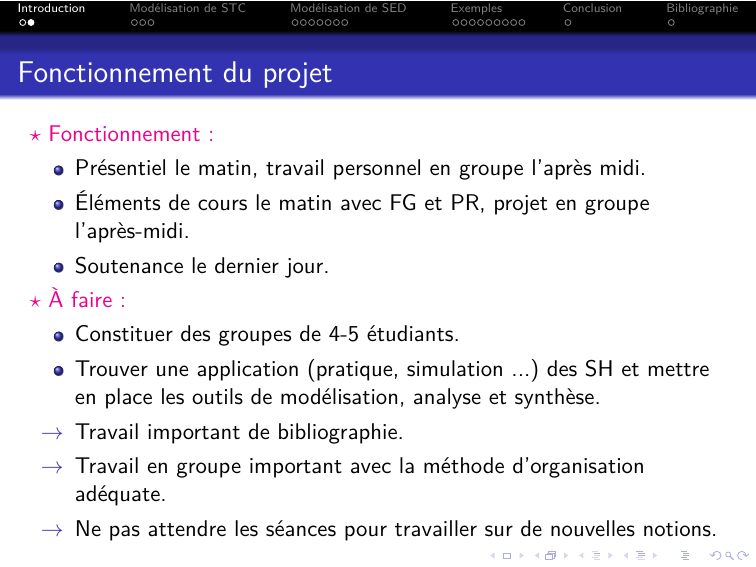 Introduction Modélisation de STC Modélisation de SED Exemples Conclusion Bibliographie
Fonctionnement du projet
⋆ Fonctionnement :
Présentiel le matin, travail personnel en groupe l'après midi.
Éléments de cours le matin avec FG et PR, projet en groupe
l'après-midi.
Soutenance le dernier jour.
⋆ À faire :
Constituer des groupes de 4-5 étudiants.
Trouver une application (pratique, simulation ...) des SH et mettre
en place les outils de modélisation, analyse et synthèse.
→ Travail important de bibliographie.
→ Travail en groupe important avec la méthode d'organisation
adéquate.
→ Ne pas attendre les séances pour travailler sur de nouvelles notions.